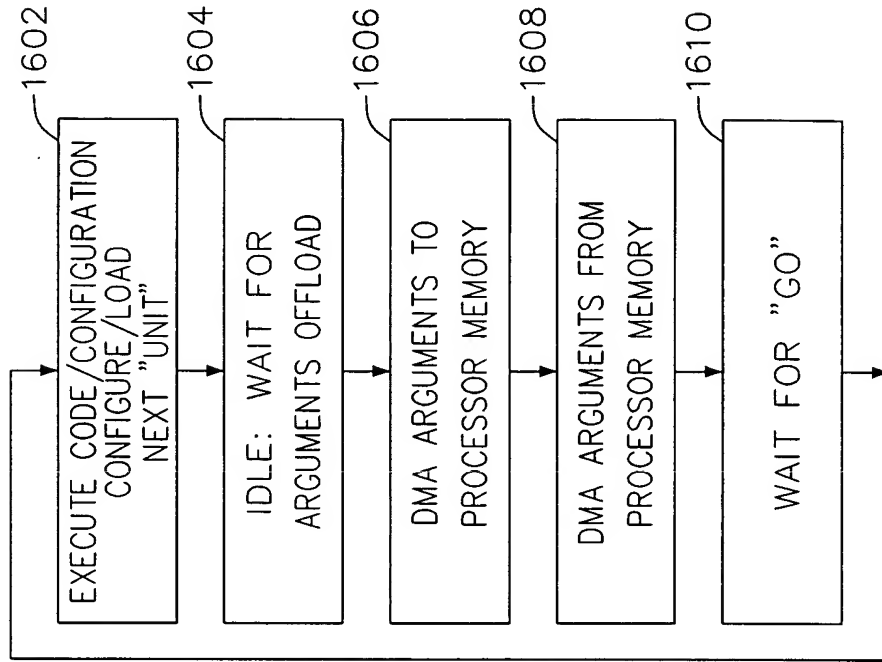 EXECUTE CODE/CONFIGURATION
CONFIGURE/LOAD
NEXT "UNIT"
1602
IDLE: WAIT FOR
ARGUMENTS OFFLOAD
1604
DMA ARGUMENTS TO
PROCESSOR MEMORY
1606
DMA ARGUMENTS FROM
PROCESSOR MEMORY
1608
WAIT FOR "GO"
1610